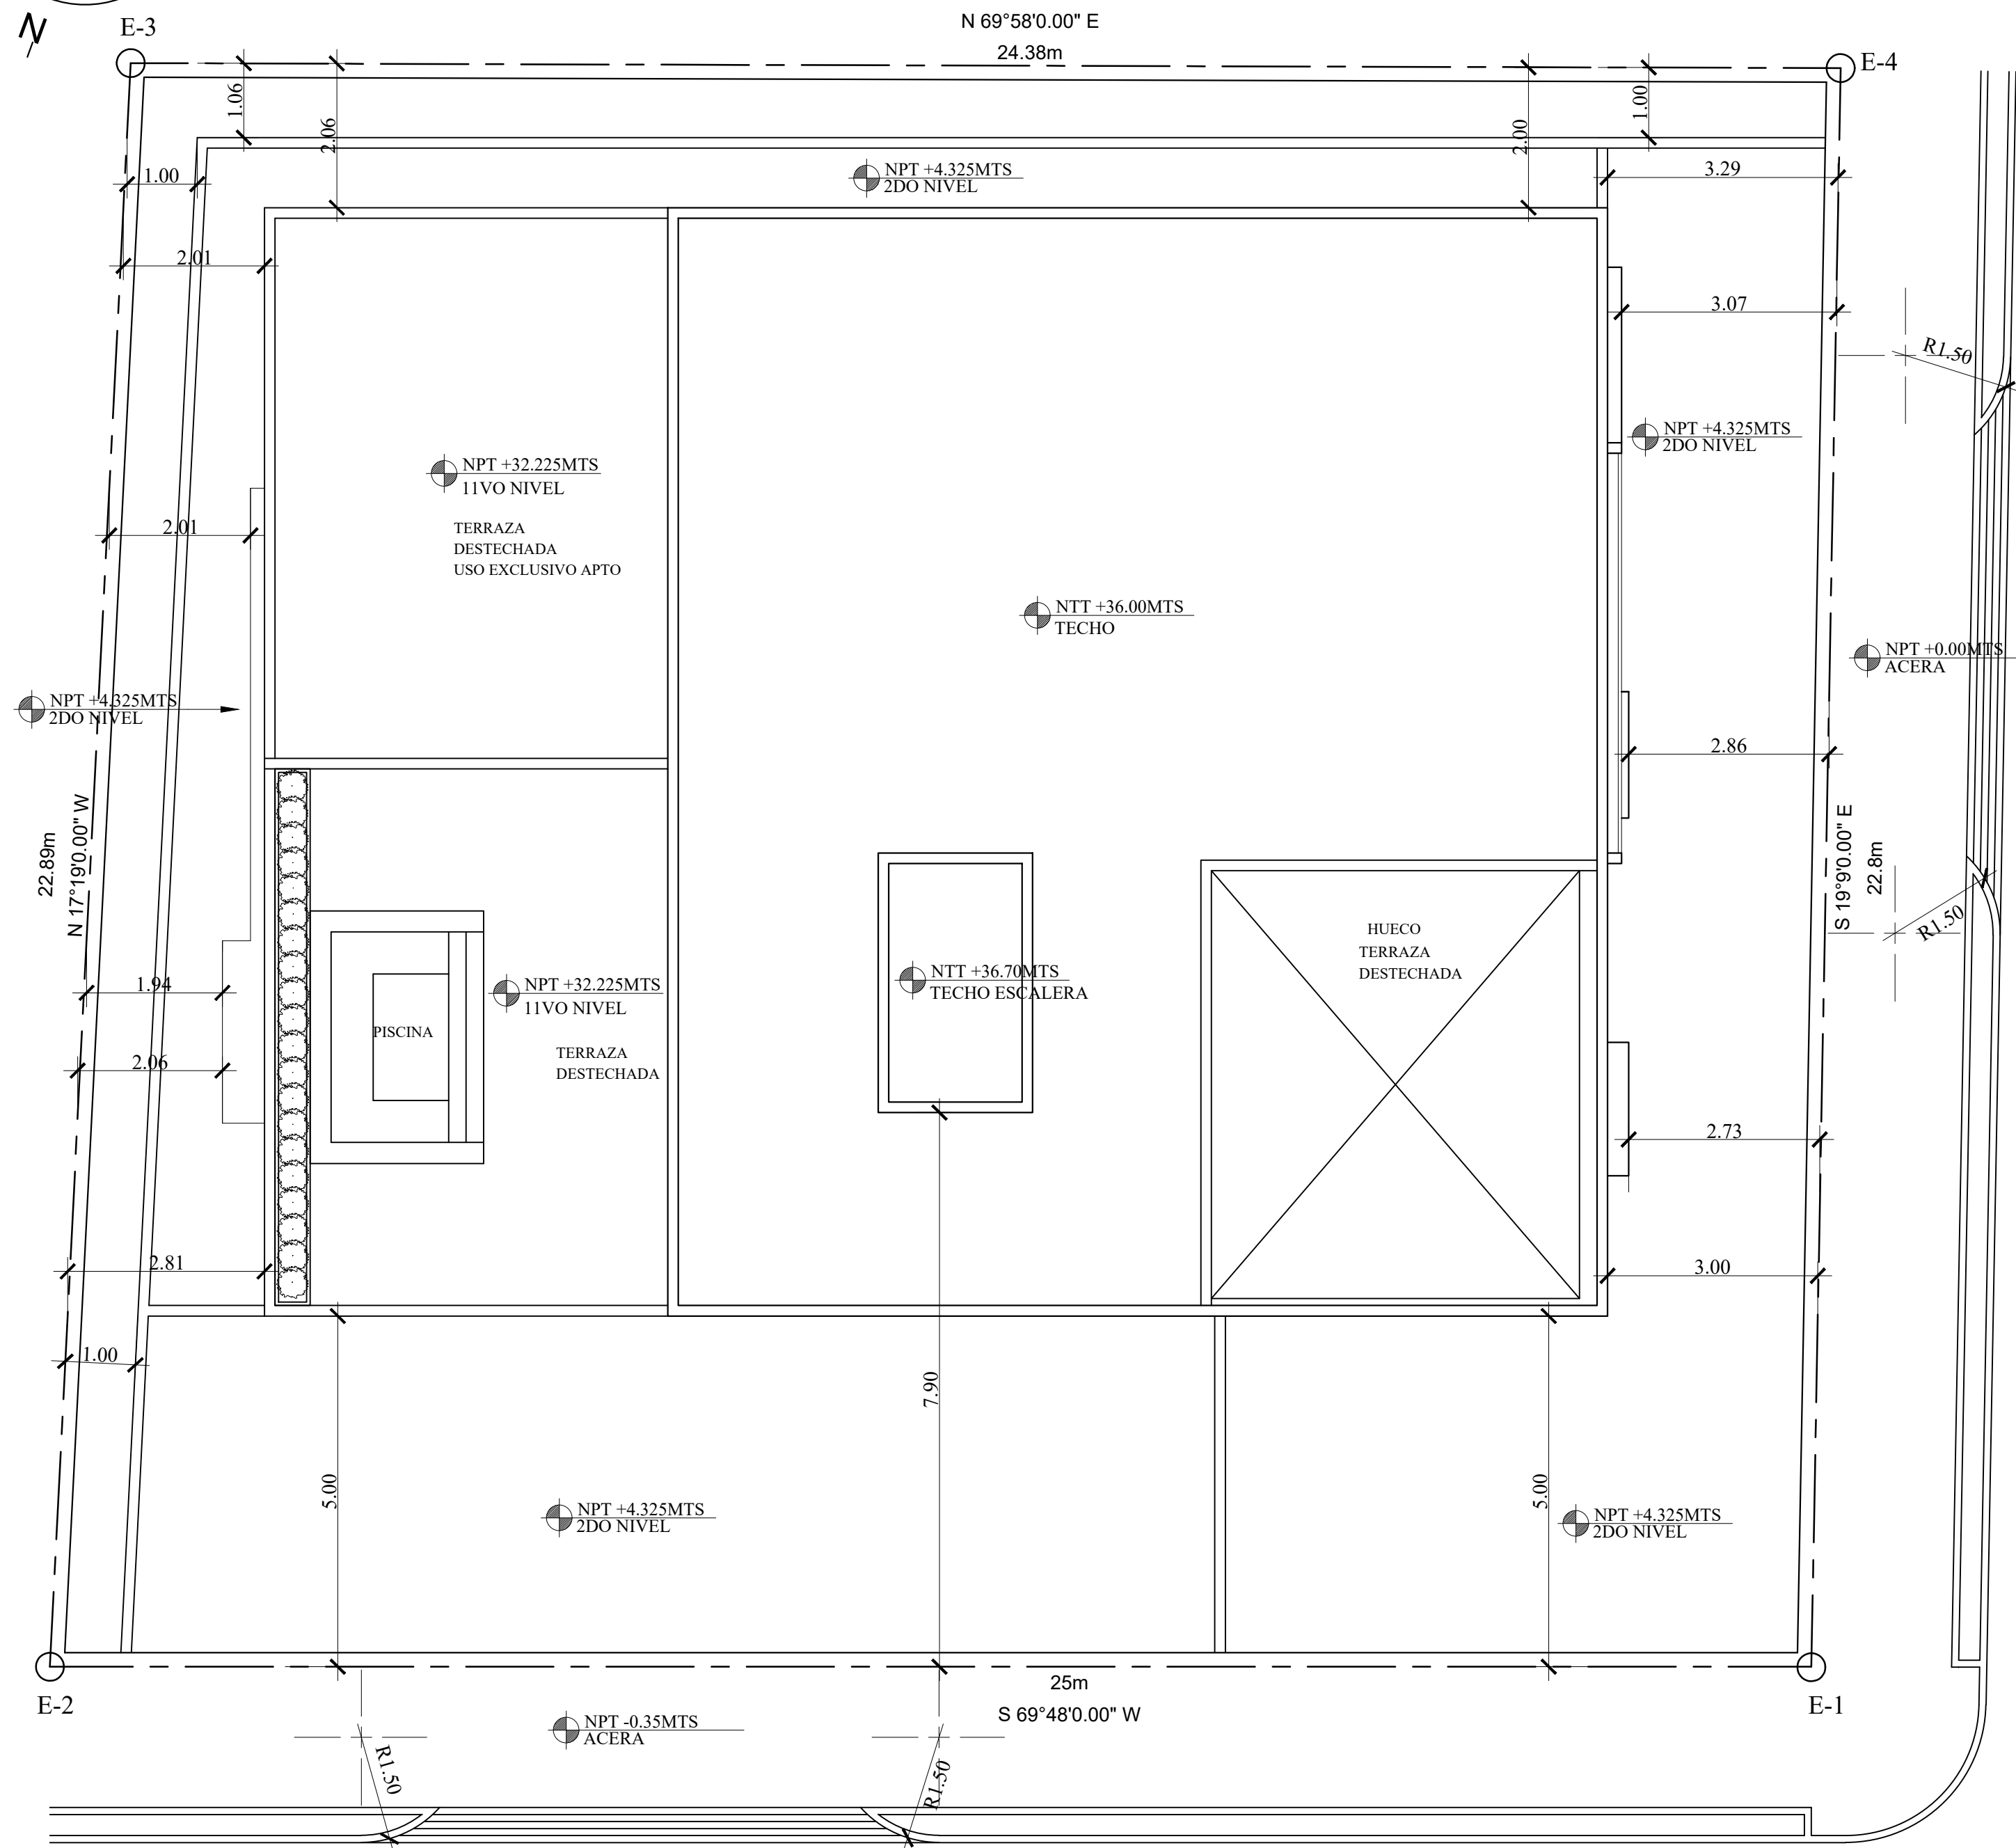 N
E-3
N 69°58'0.00" E
24.38m
E-4
1.06
2.06
2.00
1.00
1.00
NPT +4.325MTS
2DO NIVEL
3.29
2.01
3.07
R1.50
NPT +4.325MTS
2DO NIVEL
NPT +32.225MTS
11VO NIVEL
2.01
TERRAZA
DESTECHADA
USO EXCLUSIVO APTO
NTT +36.00MTS
TECHO
NPT +0.00MTS
ACERA
NPT +4.325MTS
2DO NIVEL
2.86
22.89m
N 17°19'0.00" W
S 19°9'0.00" E
22.8m
R1.50
HUECO
TERRAZA
DESTECHADA
1.94
NPT +32.225MTS
11VO NIVEL
NTT +36.70MTS
TECHO ESCALERA
PISCINA
TERRAZA
DESTECHADA
2.06
2.73
2.81
3.00
1.00
7.90
5.00
5.00
NPT +4.325MTS
2DO NIVEL
NPT +4.325MTS
2DO NIVEL
25m
S 69°48'0.00" W
E-2
E-1
NPT -0.35MTS
ACERA
R1.50
R1.50